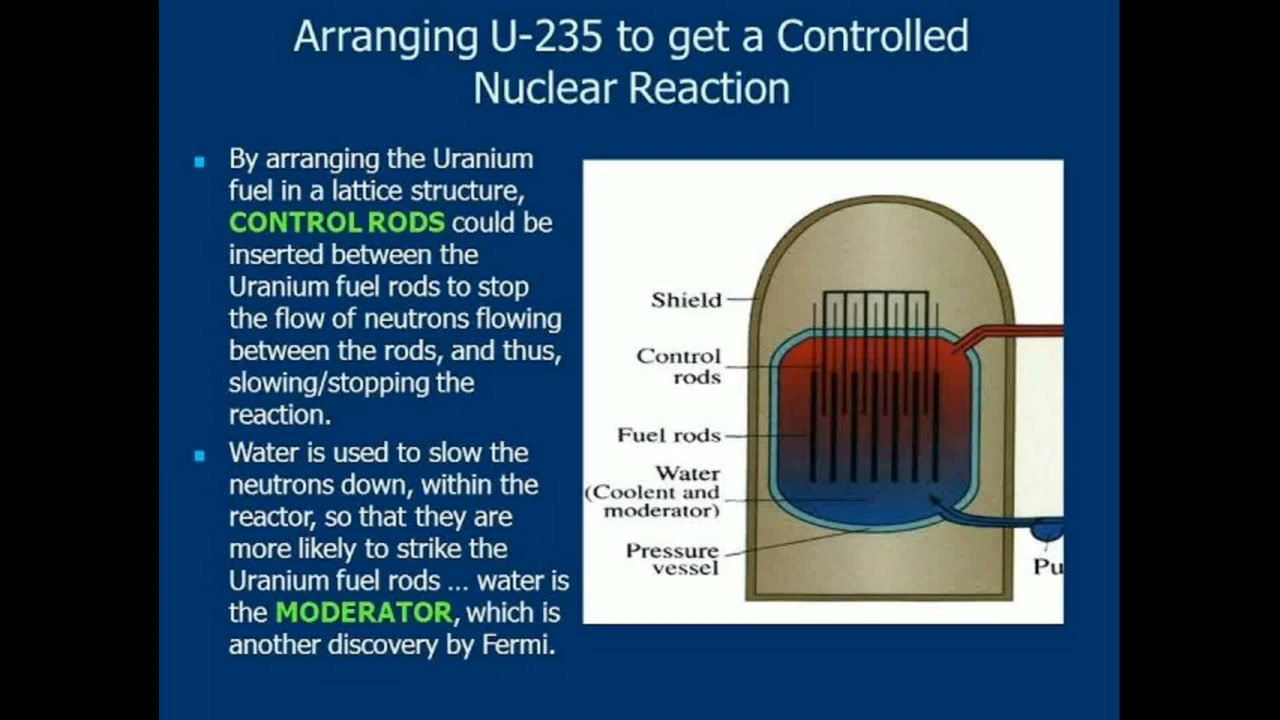 Arranging U-235 to get a Controlled
Nuclear Reaction
By arranging the Uranium
fuel in a lattice structure,
CONTROL RODS could be
inserted between the
Uranium fuel rods to stop
the flow of neutrons flowing
between the rods, and thus,
slowing/stopping the
reaction.
Water is used to slow the
neutrons down, within the
reactor, so that they are
more likely to strike the
Uranium fuel rods ... water is
the MODERATOR, which is
another discovery by Fermi.
Shield
Control
rods
Fuel rods
Water
(Coolent and
moderator)
Pressure
vessel
Pu